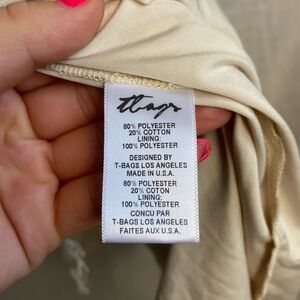 tbags
80% POLYESTER
20% COTTON
LINING:
100% POLYESTER
DESIGNED BY
T-BAGS LOS ANGELES
MADE IN U.S.A.
80% POLYESTER
20% COTTON
LINING:
100% POLYESTER
CONCU PAR
T-BAGS LOS ANGELES
FAITES AUX U.S.A.